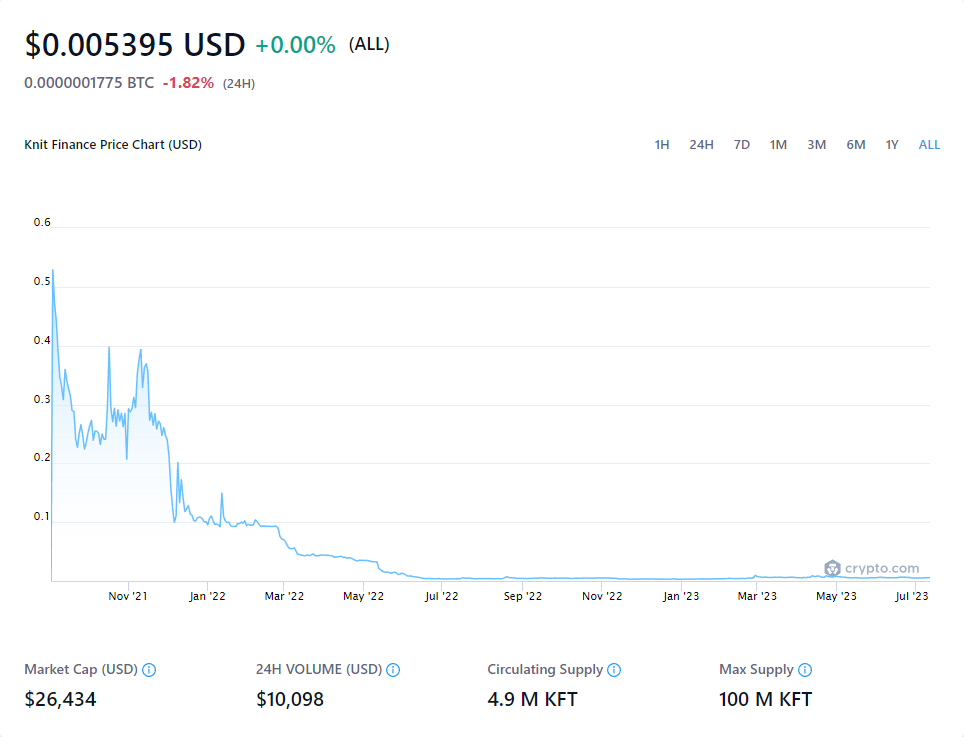 $0.005395 USD +0.00% (ALL)
0.0000001775 BTC -1.82% (24H)
Knit Finance Price Chart (USD) 1H 24H 7D 1M 3M 6M 1Y ALL
0.6
0.5
0.4
0.3
0.2
0.1
crypto.com
Nov '21 Jan '22 Mar '22 May '22 Jul '22 Sep '22 Nov '22 Jan '23 Mar '23 May '23 Jul '23
Market Cap (USD) 24H VOLUME (USD) Circulating Supply Max Supply
$26,434 $10,098 4.9 M KFT 100 M KFT